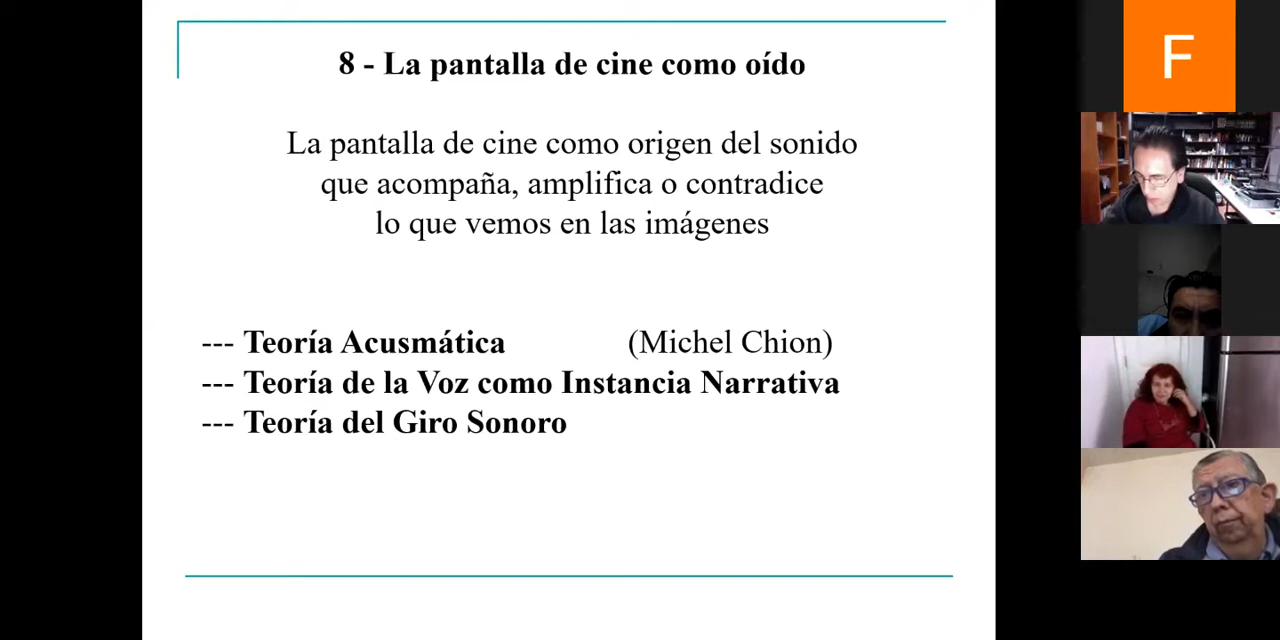 8 - La pantalla de cine como oído
La pantalla de cine como origen del sonido
que acompaña, amplifica o contradice
lo que vemos en las imágenes
--- Teoría Acusmática (Michel Chion)
--- Teoría de la Voz como Instancia Narrativa
--- Teoría del Giro Sonoro
F